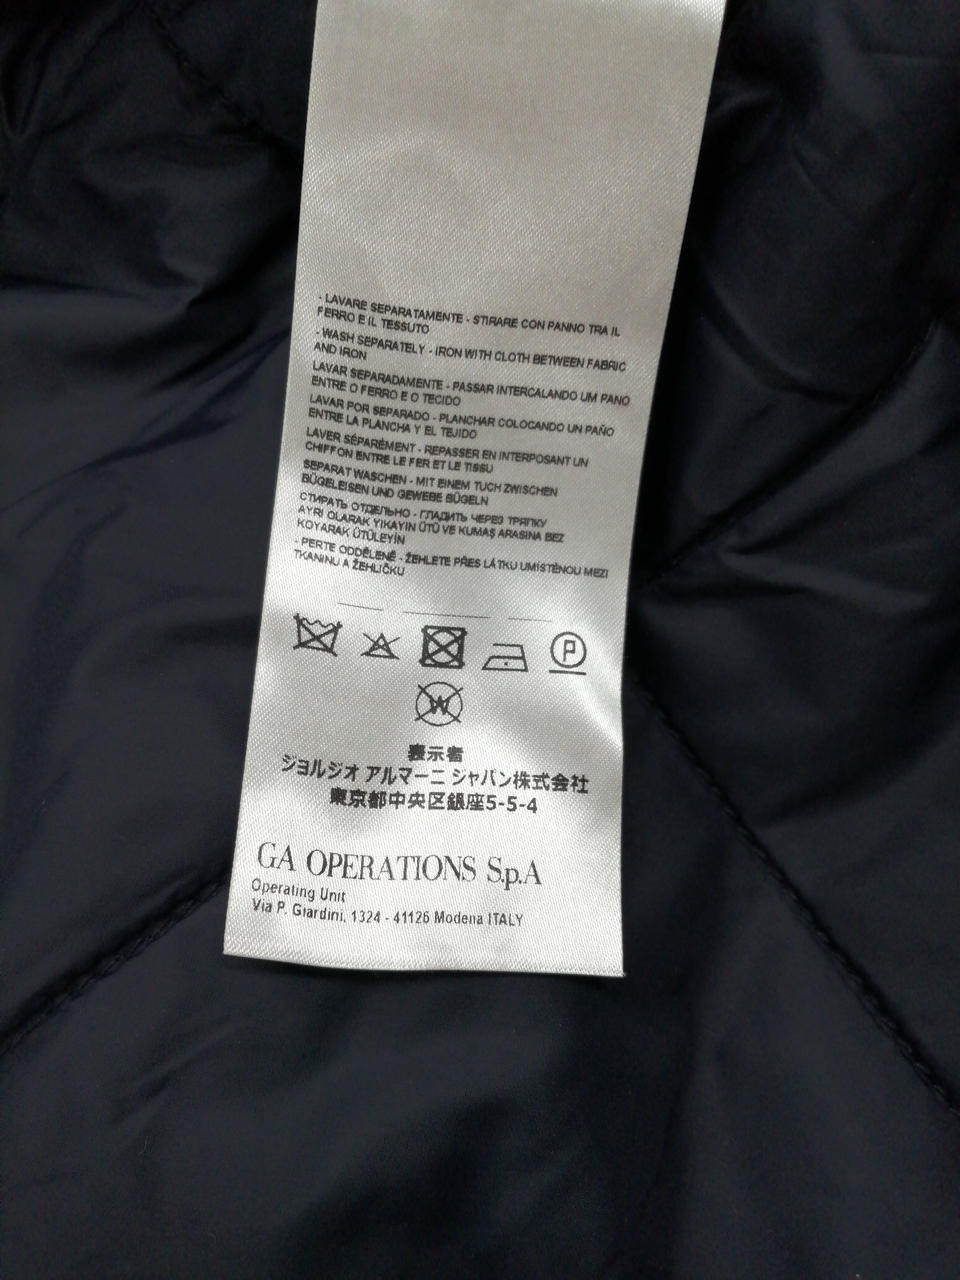 - LAVARE SEPARATAMENTE - STIRARE CON PANNO TRA IL
FERRO E IL TESSUTO
- WASH SEPARATELY - IRON WITH CLOTH BETWEEN FABRIC
AND IRON
LAVAR SEPARADAMENTE - PASSAR INTERCALANDO UM PANO
ENTRE O FERRO E O TECIDO
LAVAR POR SEPARADO - PLANCHAR COLOCANDO UN PAÑO
ENTRE LA PLANCHA Y EL TEJIDO
LAVER SÉPARÉMENT - REPASSER EN INTERPOSANT UN
CHIFFON ENTRE LE FER ET LE TISSU
SEPARAT WASCHEN - MIT EINEM TUCH ZWISCHEN
BÜGELEISEN UND GEWEBE BÜGELN
СТИРАТЬ ОТДЕЛЬНО - ГЛАДИТЬ ЧЕРЕЗ ТРЯПКУ
AYRI OLARAK YIKAYIN ÜTÜ VE KUMAŞ ARASINA BEZ
KOYARAK ÜTÜLEYİN
- PERTE ODDĚLENĚ - ŽEHLETE PŘES LÁTKU UMÍSTĚNOU MEZI
TKANINU A ŽEHLIČKU
P
W
表示者
ジョルジオ アルマーニ ジャパン株式会社
東京都中央区銀座5-5-4
GA OPERATIONS S.p.A
Operating Unit
Via P. Giardini, 1324 - 41126 Modena ITALY